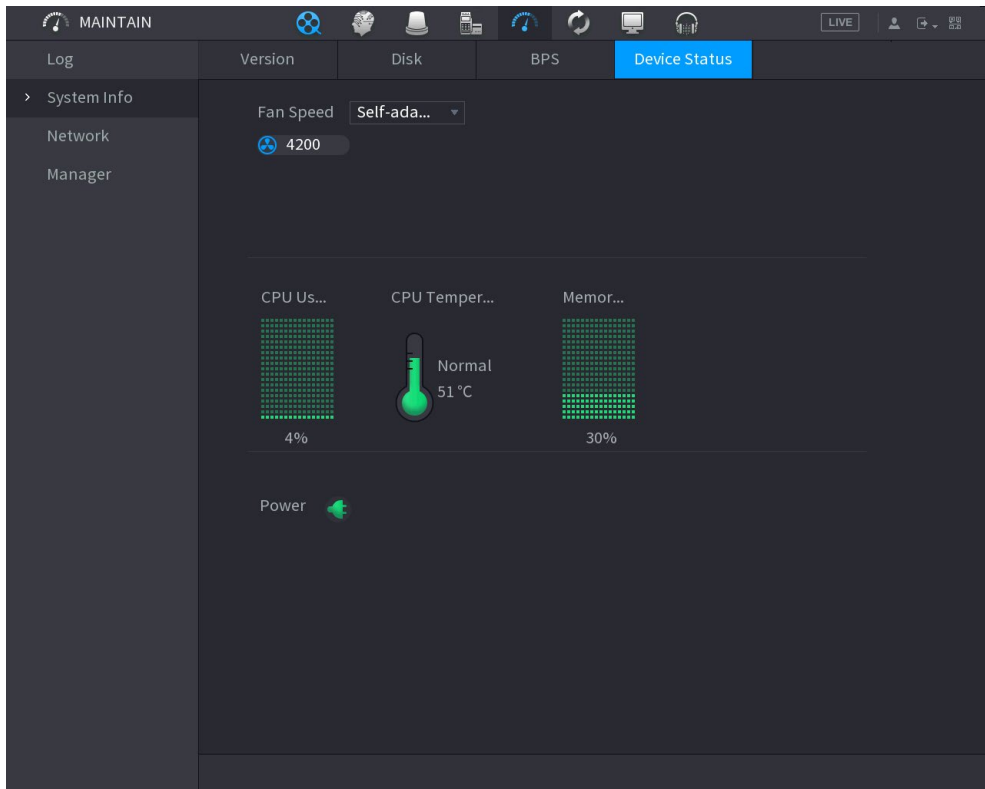 MAINTAIN
LIVE
Log
Version
Disk
BPS
Device Status
System Info
Network
Manager
Fan Speed
Self-ada...
4200
CPU Us...
CPU Temper...
Memor...
Normal
51°C
4%
30%
Power